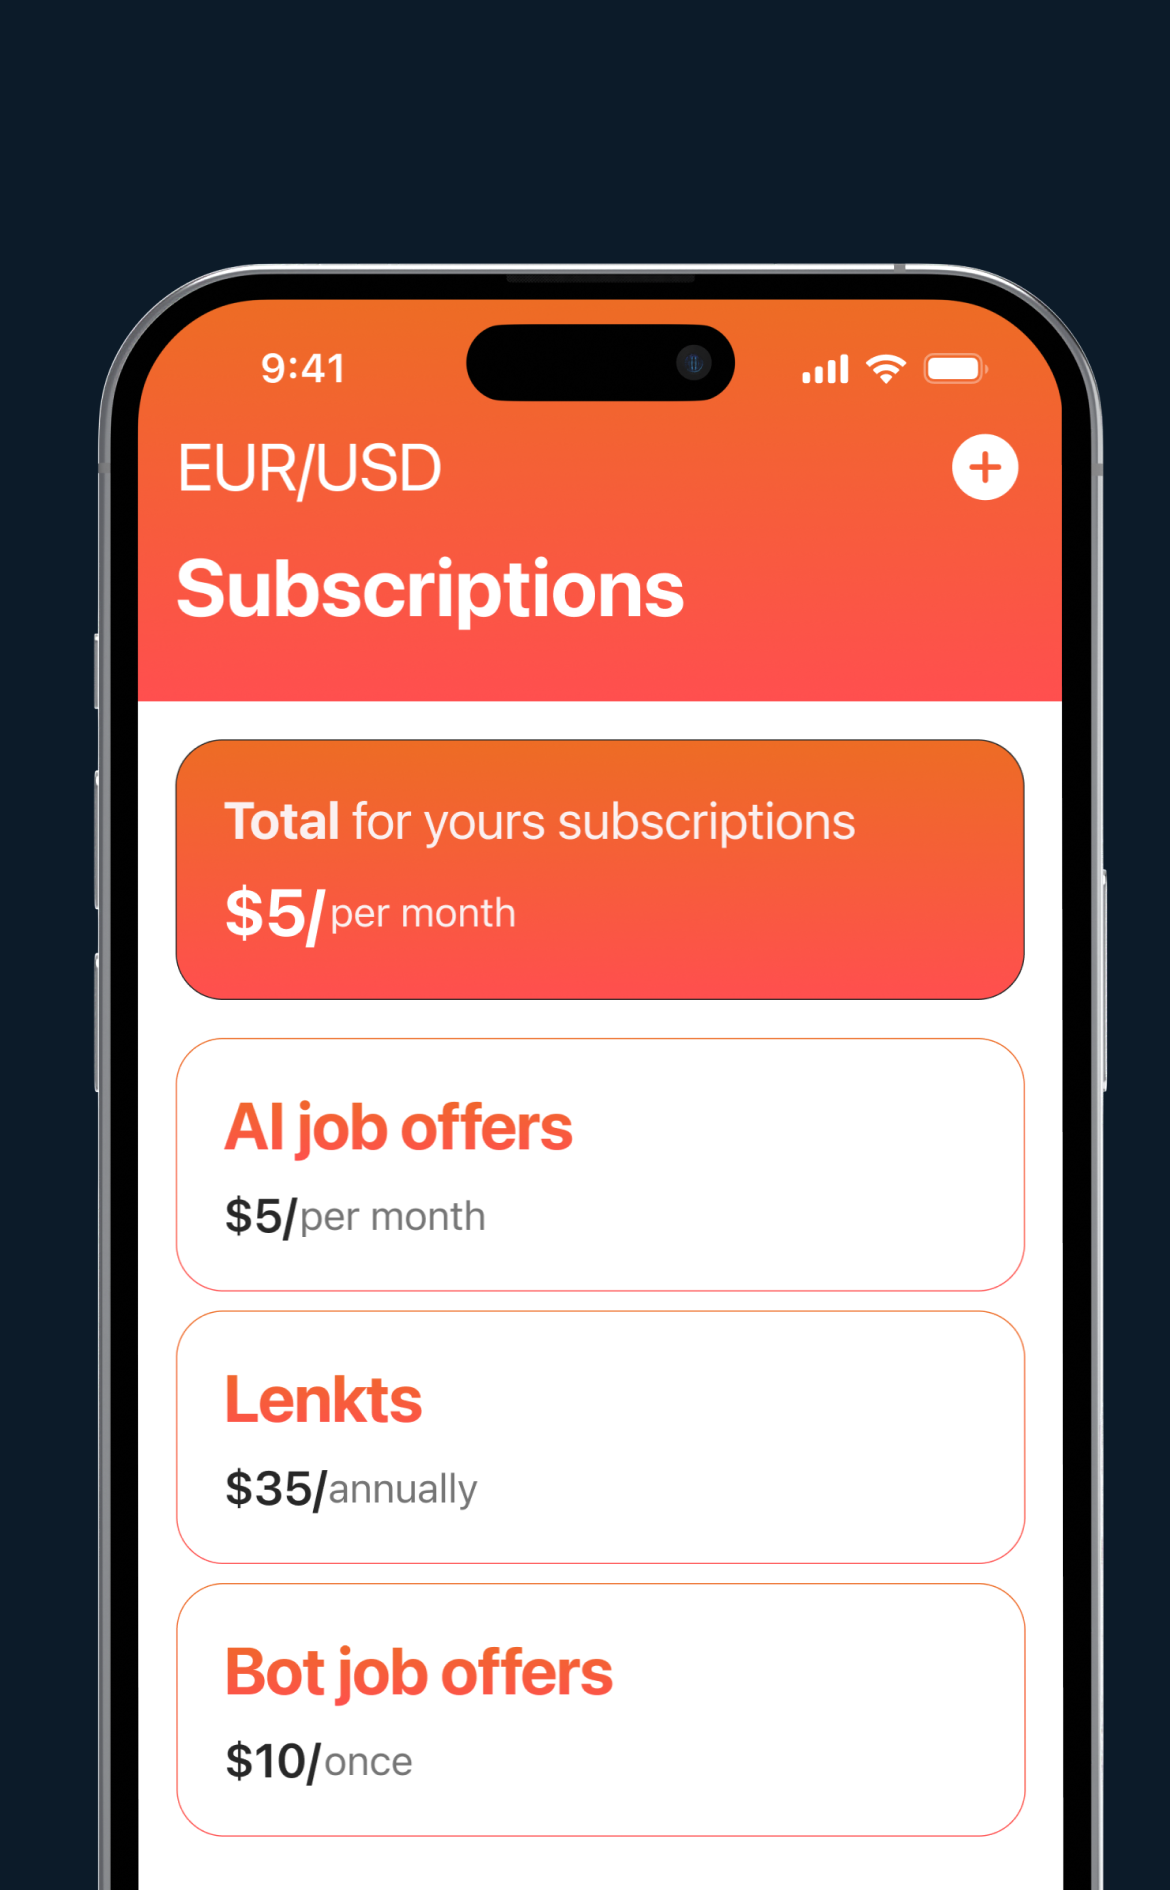 9:41
EUR/USD
Subscriptions
Total for yours subscriptions
$5/per month
AI job offers
$5/per month
Lenkts
$35/annually
Bot job offers
$10/once